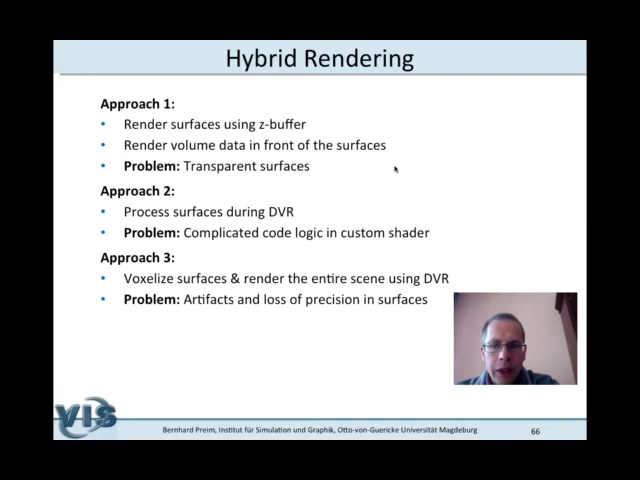 Hybrid Rendering
Approach 1:
• Render surfaces using z-buffer
• Render volume data in front of the surfaces
• Problem: Transparent surfaces
Approach 2:
• Process surfaces during DVR
• Problem: Complicated code logic in custom shader
Approach 3:
• Voxelize surfaces & render the entire scene using DVR
• Problem: Artifacts and loss of precision in surfaces
VIS
Bernhard Preim, Institut für Simulation und Graphik, Otto-von-Guericke Universität Magdeburg
66